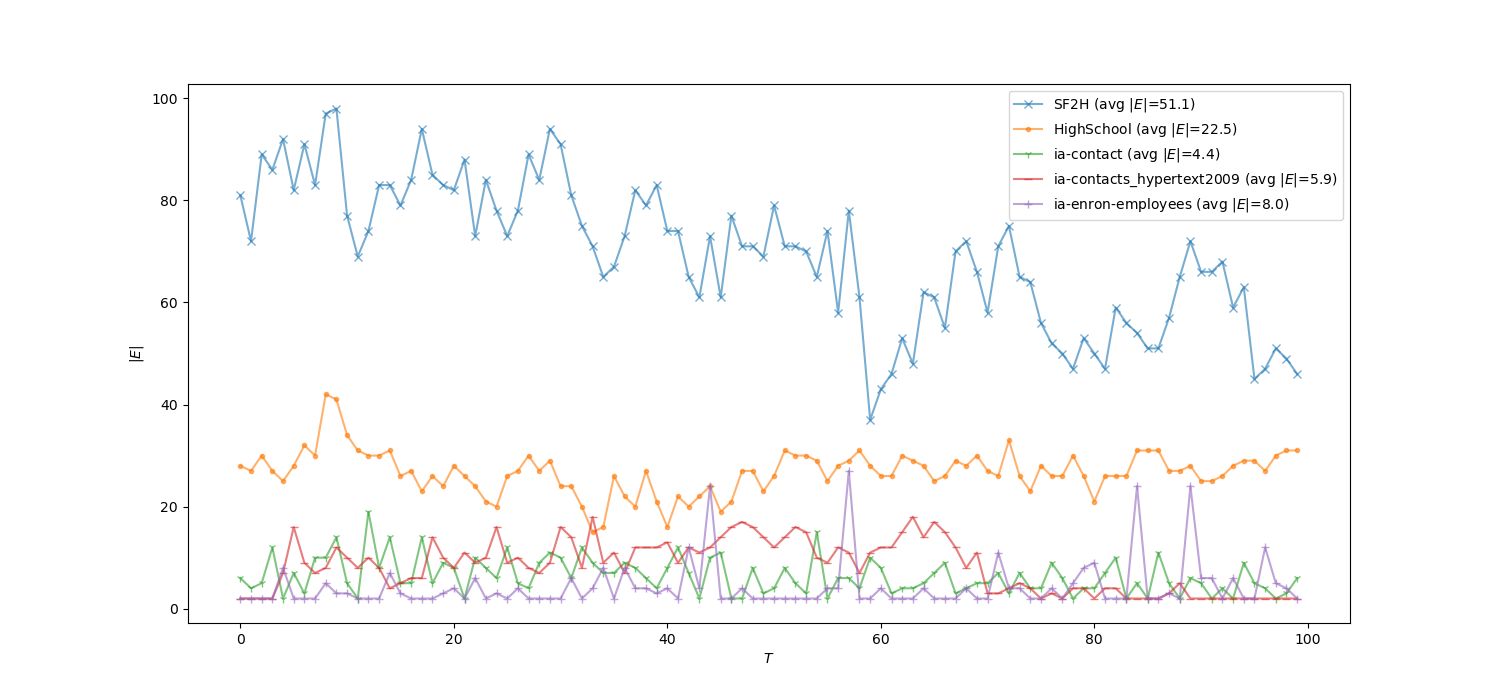 100
80
60
40
20
0
|E|
0 20 40 60 80 100
T
SF2H (avg |E|=51.1)
HighSchool (avg |E|=22.5)
ia-contact (avg |E|=4.4)
ia-contacts_hypertext2009 (avg |E|=5.9)
ia-enron-employees (avg |E|=8.0)